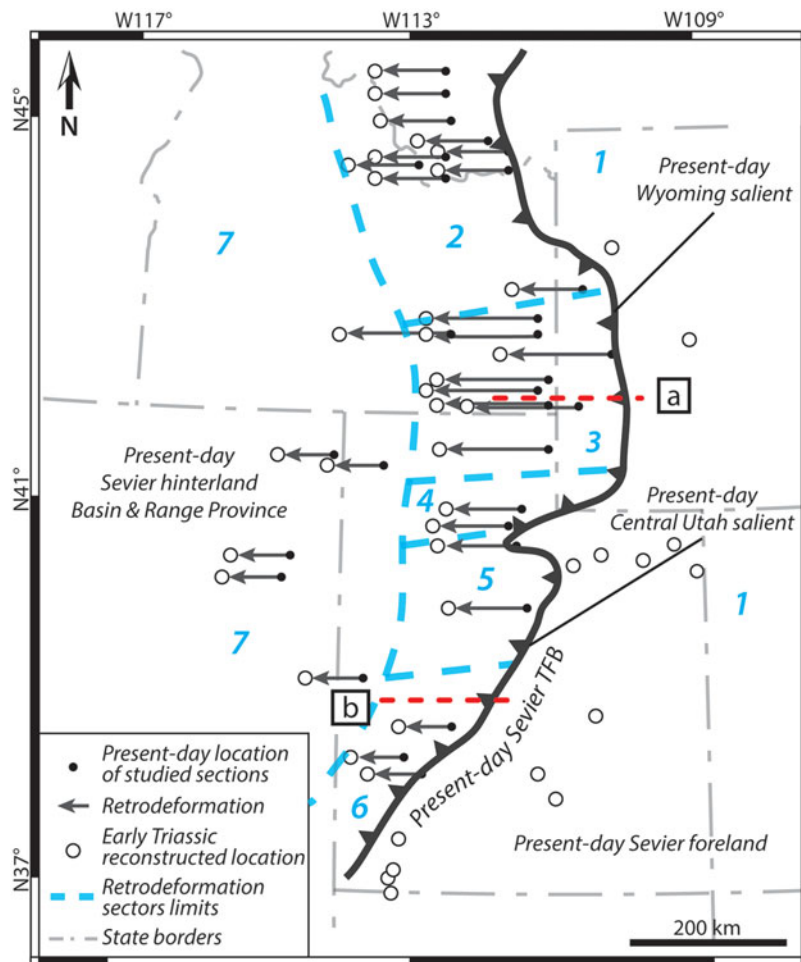 W117°
W113°
W109°
N45°
N
1
Present-day
Wyoming salient
7
2
a
3
Present-day
Sevier hinterland
Basin & Range Province
N41°
4
Present-day
Central Utah salient
5
1
7
b
Present-day Sevier TFB
6
Present-day Sevier foreland
N37°
Present-day location
of studied sections
Retrodeformation
Early Triassic
reconstructed location
Retrodeformation
sectors limits
State borders
200 km